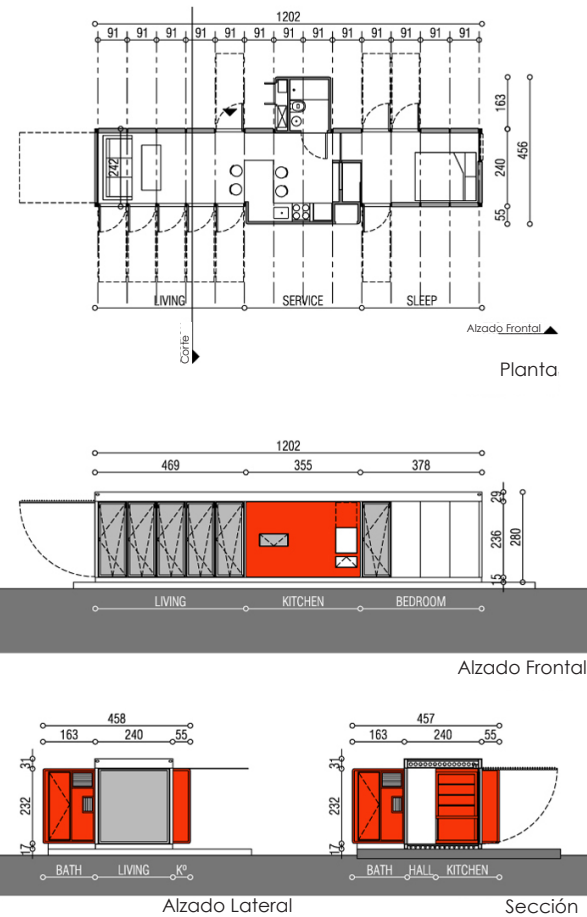 1202
91 91 91 91 91 91 91 91 91 91 91 91 91
163
456
240
242
55
LIVING SERVICE SLEEP
Alzado Frontal
Corte
Planta
1202
469 355 378
29
236
280
15
LIVING KITCHEN BEDROOM
Alzado Frontal
458
163 240 55
31
232
17
BATH LIVING Kº
Alzado Lateral
457
163 240 55
31
232
17
BATH HALL KITCHEN
Sección